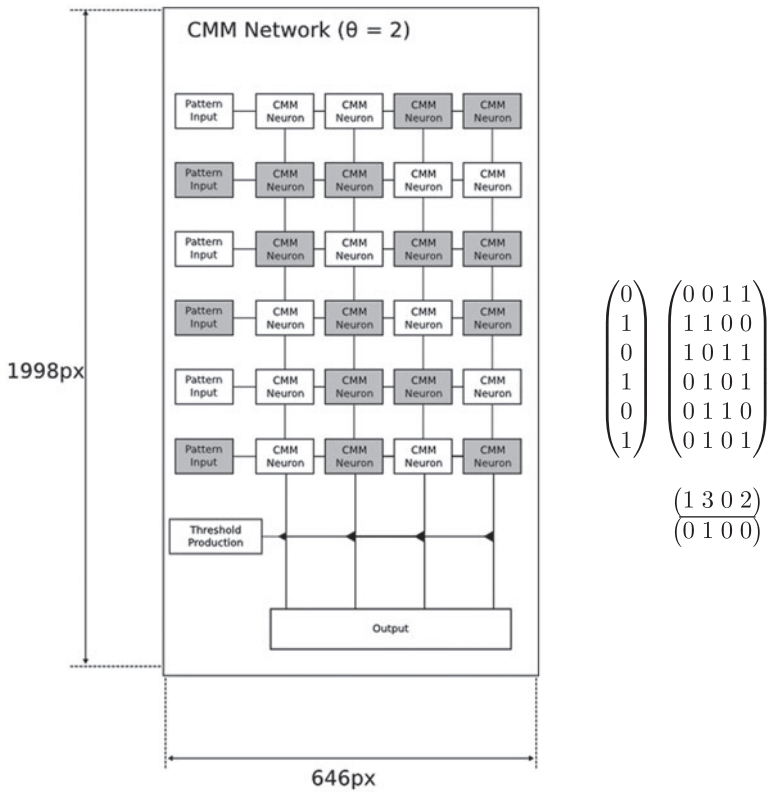 CMM Network (θ = 2)
Pattern Input CMM Neuron CMM Neuron CMM Neuron CMM Neuron
Pattern Input CMM Neuron CMM Neuron CMM Neuron CMM Neuron
Pattern Input CMM Neuron CMM Neuron CMM Neuron CMM Neuron
Pattern Input CMM Neuron CMM Neuron CMM Neuron CMM Neuron
Pattern Input CMM Neuron CMM Neuron CMM Neuron CMM Neuron
Pattern Input CMM Neuron CMM Neuron CMM Neuron CMM Neuron
Threshold
Production
Output
1998px
646px
0 0 0 1 1
1 1 1 0 0
0 1 0 1 1
1 0 1 0 1
0 0 1 1 0
1 0 1 0 1
(1 3 0 2)
(0 1 0 0)